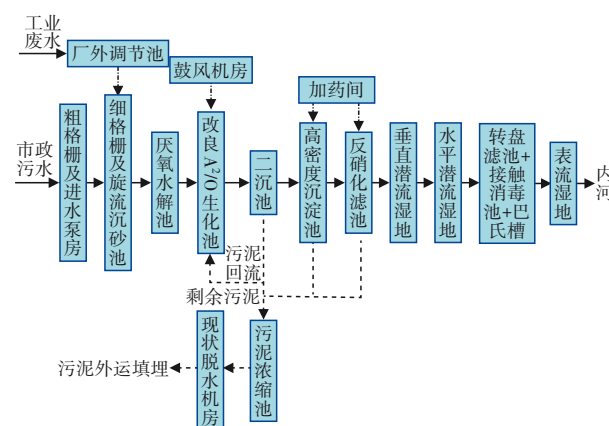 工业
废水
厂外调节池
鼓风机房
加药间
市政
污水
粗格栅及进水泵房
细格栅及旋流沉砂池
厌氧水解池
改良A²/O生化池
二沉池
高密度沉淀池
反硝化滤池
垂直潜流湿地
水平潜流湿地
转盘
滤池+
接触
消毒
池+巴
氏槽
表流湿地
内河
污泥
回流
剩余污泥
现状脱水机房
污泥浓缩池
污泥外运填埋